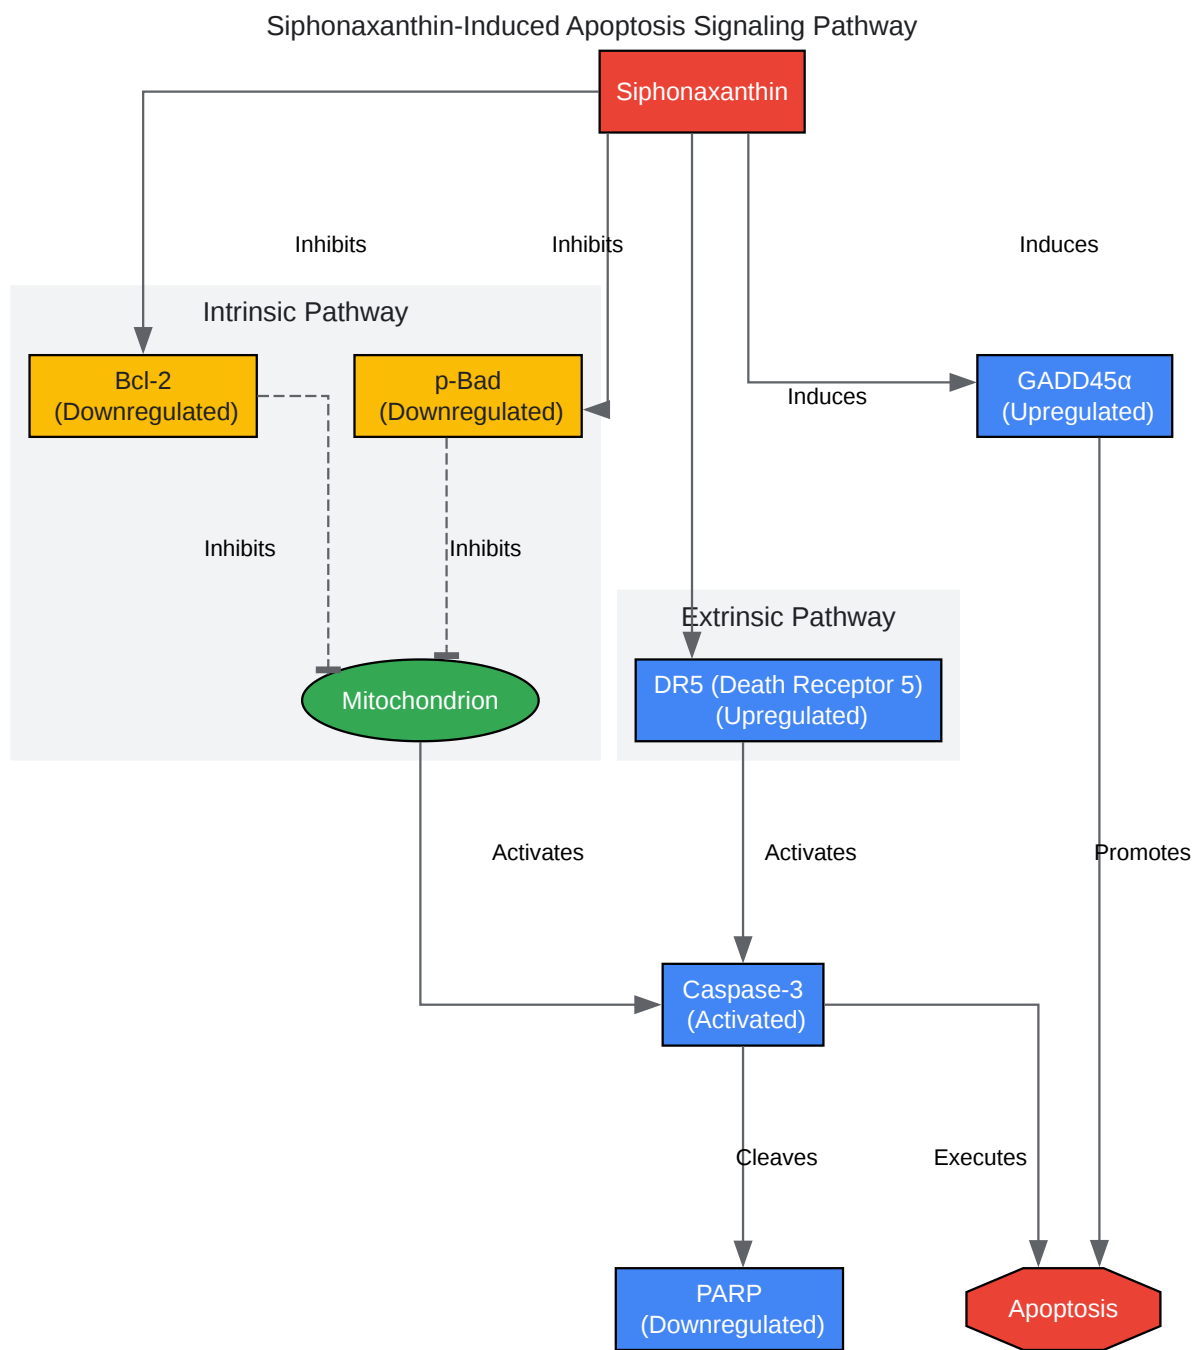 Siphonaxanthin-Induced Apoptosis Signaling Pathway
Siphonaxanthin
Inhibits
Inhibits
Induces
Intrinsic Pathway
Bcl-2
(Downregulated)
p-Bad
(Downregulated)
Induces
GADD45α
(Upregulated)
Inhibits
Inhibits
Extrinsic Pathway
Mitochondrion
DR5 (Death Receptor 5)
(Upregulated)
Activates
Activates
Promotes
Caspase-3
(Activated)
Cleaves
Executes
PARP
(Downregulated)
Apoptosis